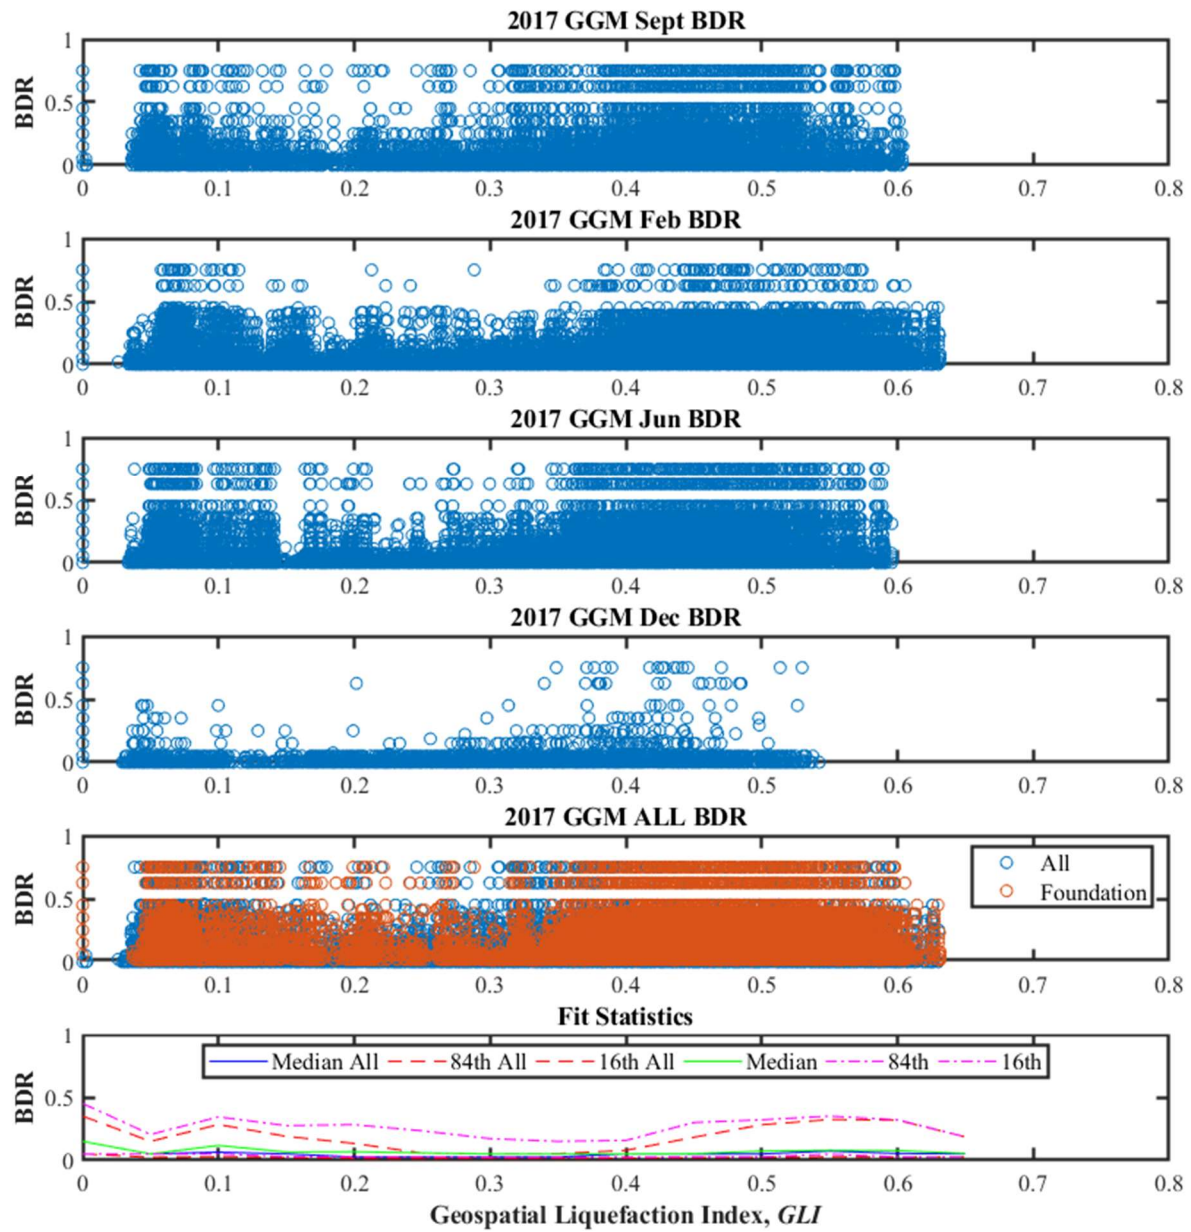 2017 GGM Sept BDR
1
0.5
0
BDR
0 0.1 0.2 0.3 0.4 0.5 0.6 0.7 0.8
2017 GGM Feb BDR
1
0.5
0
BDR
0 0.1 0.2 0.3 0.4 0.5 0.6 0.7 0.8
2017 GGM Jun BDR
1
0.5
0
BDR
0 0.1 0.2 0.3 0.4 0.5 0.6 0.7 0.8
2017 GGM Dec BDR
1
0.5
0
BDR
0 0.1 0.2 0.3 0.4 0.5 0.6 0.7 0.8
2017 GGM ALL BDR
1
0.5
0
BDR
All
Foundation
0 0.1 0.2 0.3 0.4 0.5 0.6 0.7 0.8
Fit Statistics
1
0.5
0
BDR
Median All 84th All 16th All Median 84th 16th
0 0.1 0.2 0.3 0.4 0.5 0.6 0.7 0.8
Geospatial Liquefaction Index, GLI